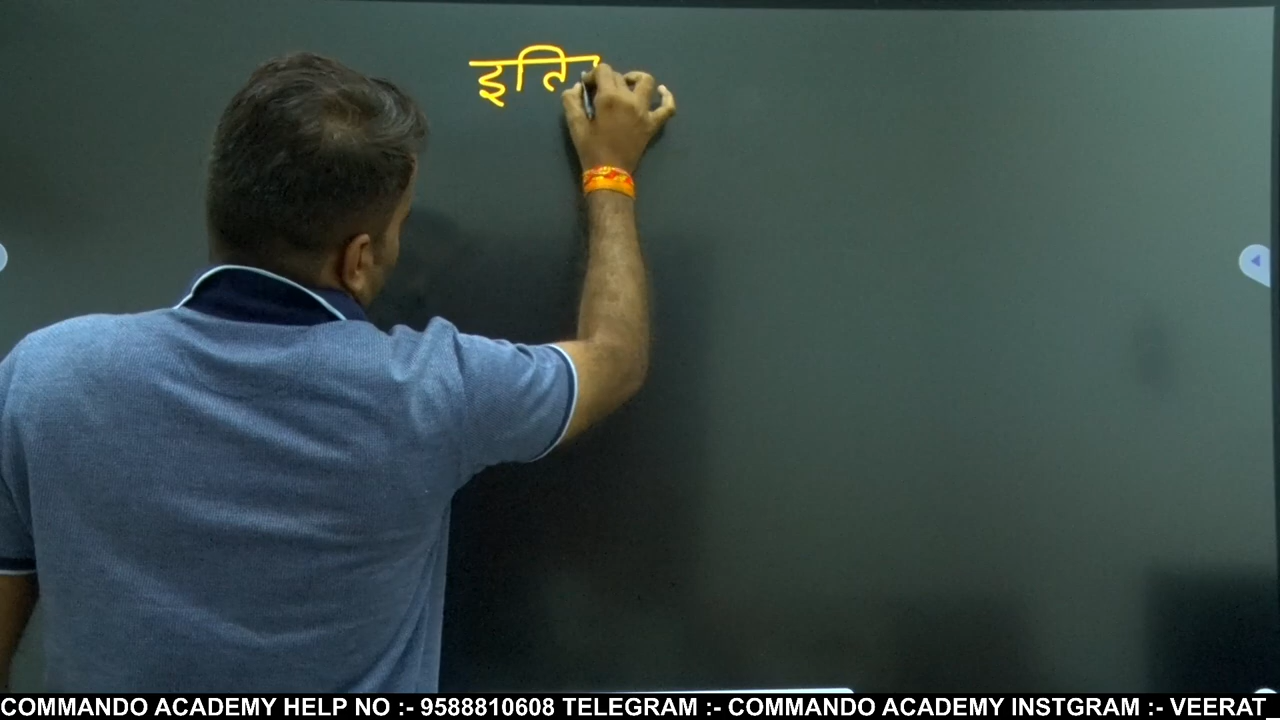 इति
COMMANDO ACADEMY HELP NO :- 9588810608 TELEGRAM :- COMMANDO ACADEMY INSTGRAM :- VEERAT